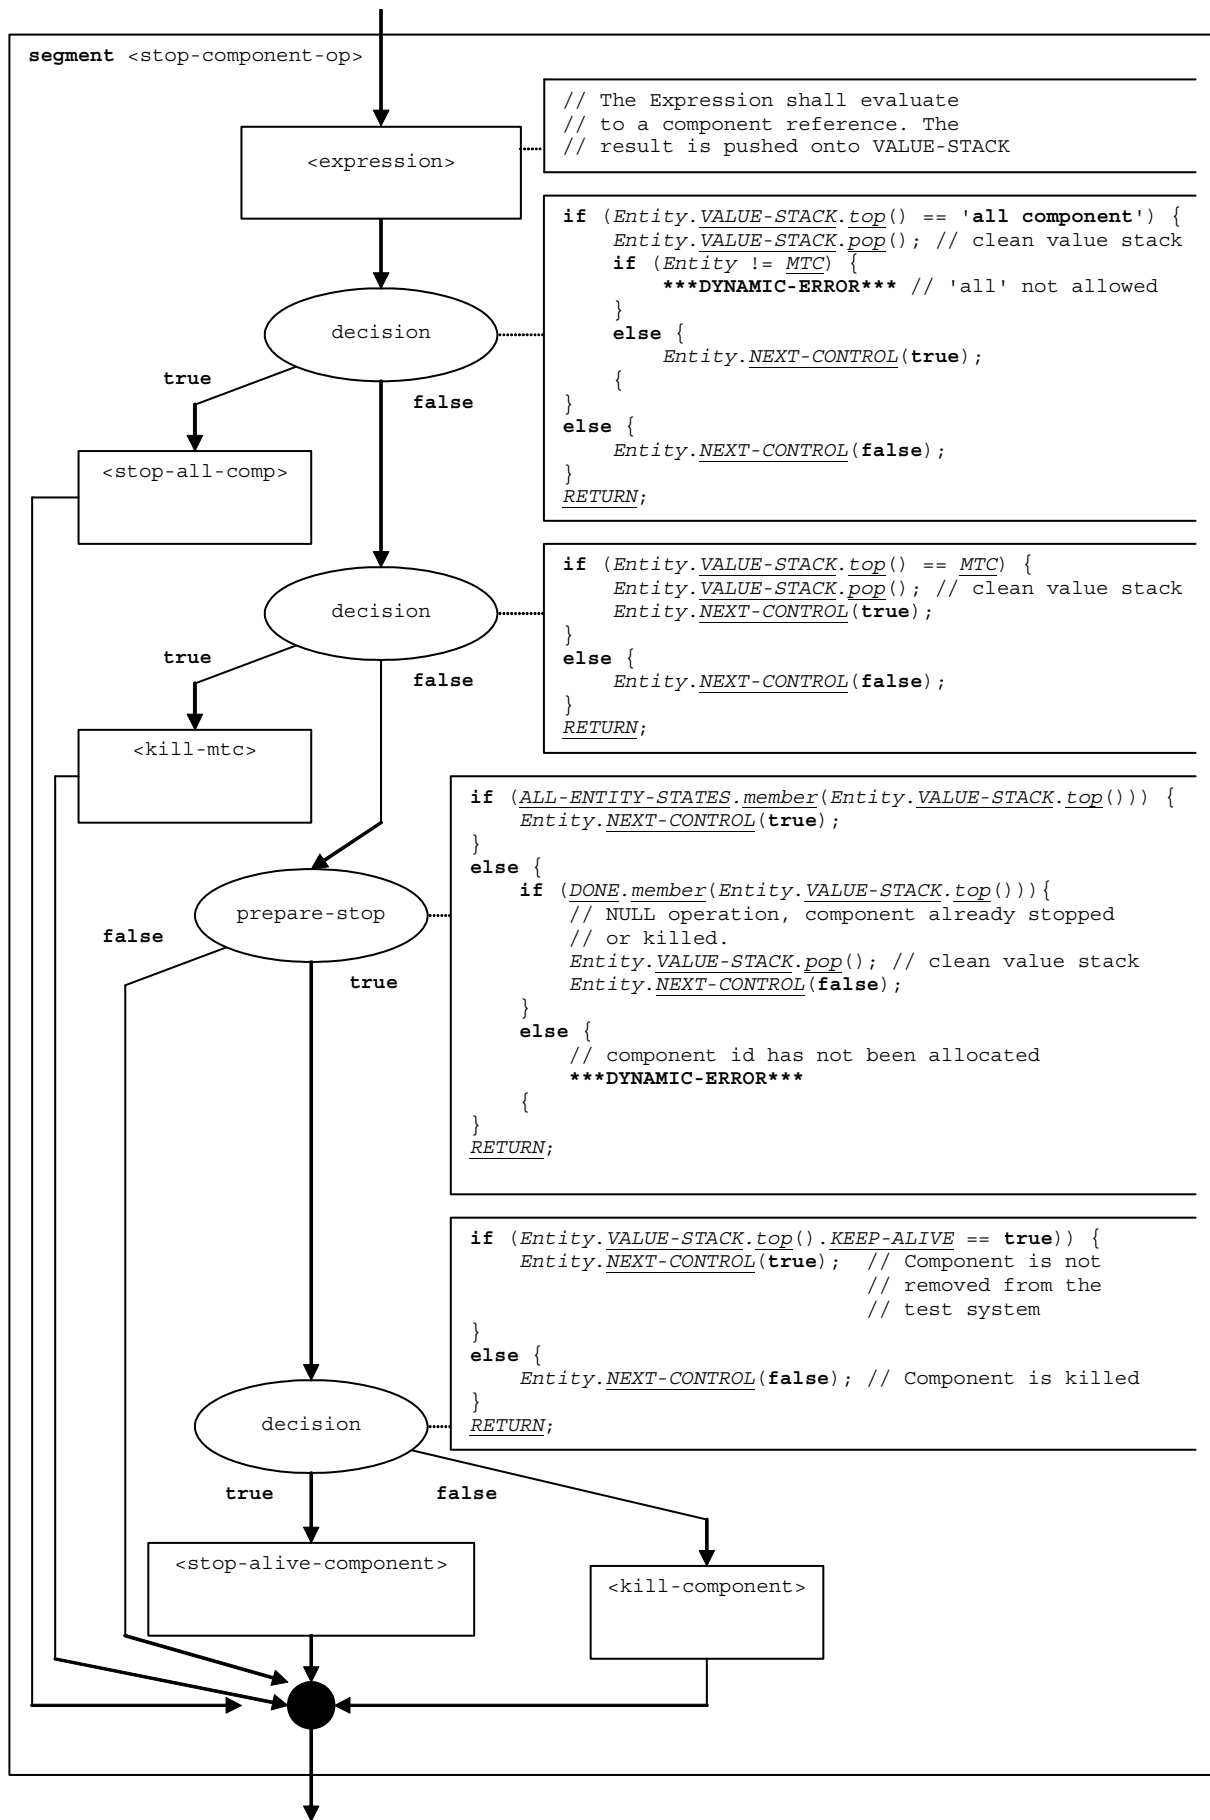 segment <stop-component-op>
// The Expression shall evaluate
// to a component reference. The
// result is pushed onto VALUE-STACK
<expression>
if (Entity.VALUE-STACK.top() == 'all component') {
Entity.VALUE-STACK.pop(); // clean value stack
if (Entity != MTC) {
***DYNAMIC-ERROR*** // 'all' not allowed
}
else {
Entity.NEXT-CONTROL(true);
{
}
else {
Entity.NEXT-CONTROL(false);
}
RETURN;
decision
true
false
<stop-all-comp>
if (Entity.VALUE-STACK.top() == MTC) {
Entity.VALUE-STACK.pop(); // clean value stack
Entity.NEXT-CONTROL(true);
}
else {
Entity.NEXT-CONTROL(false);
}
RETURN;
decision
true
false
<kill-mtc>
if (ALL-ENTITY-STATES.member(Entity.VALUE-STACK.top())) {
Entity.NEXT-CONTROL(true);
}
else {
if (DONE.member(Entity.VALUE-STACK.top())){
// NULL operation, component already stopped
// or killed.
Entity.VALUE-STACK.pop(); // clean value stack
Entity.NEXT-CONTROL(false);
}
else {
// component id has not been allocated
***DYNAMIC-ERROR***
{
}
RETURN;
prepare-stop
false
true
if (Entity.VALUE-STACK.top().KEEP-ALIVE == true)) {
Entity.NEXT-CONTROL(true); // Component is not
// removed from the
// test system
}
else {
Entity.NEXT-CONTROL(false); // Component is killed
}
RETURN;
decision
true
false
<stop-alive-component>
<kill-component>